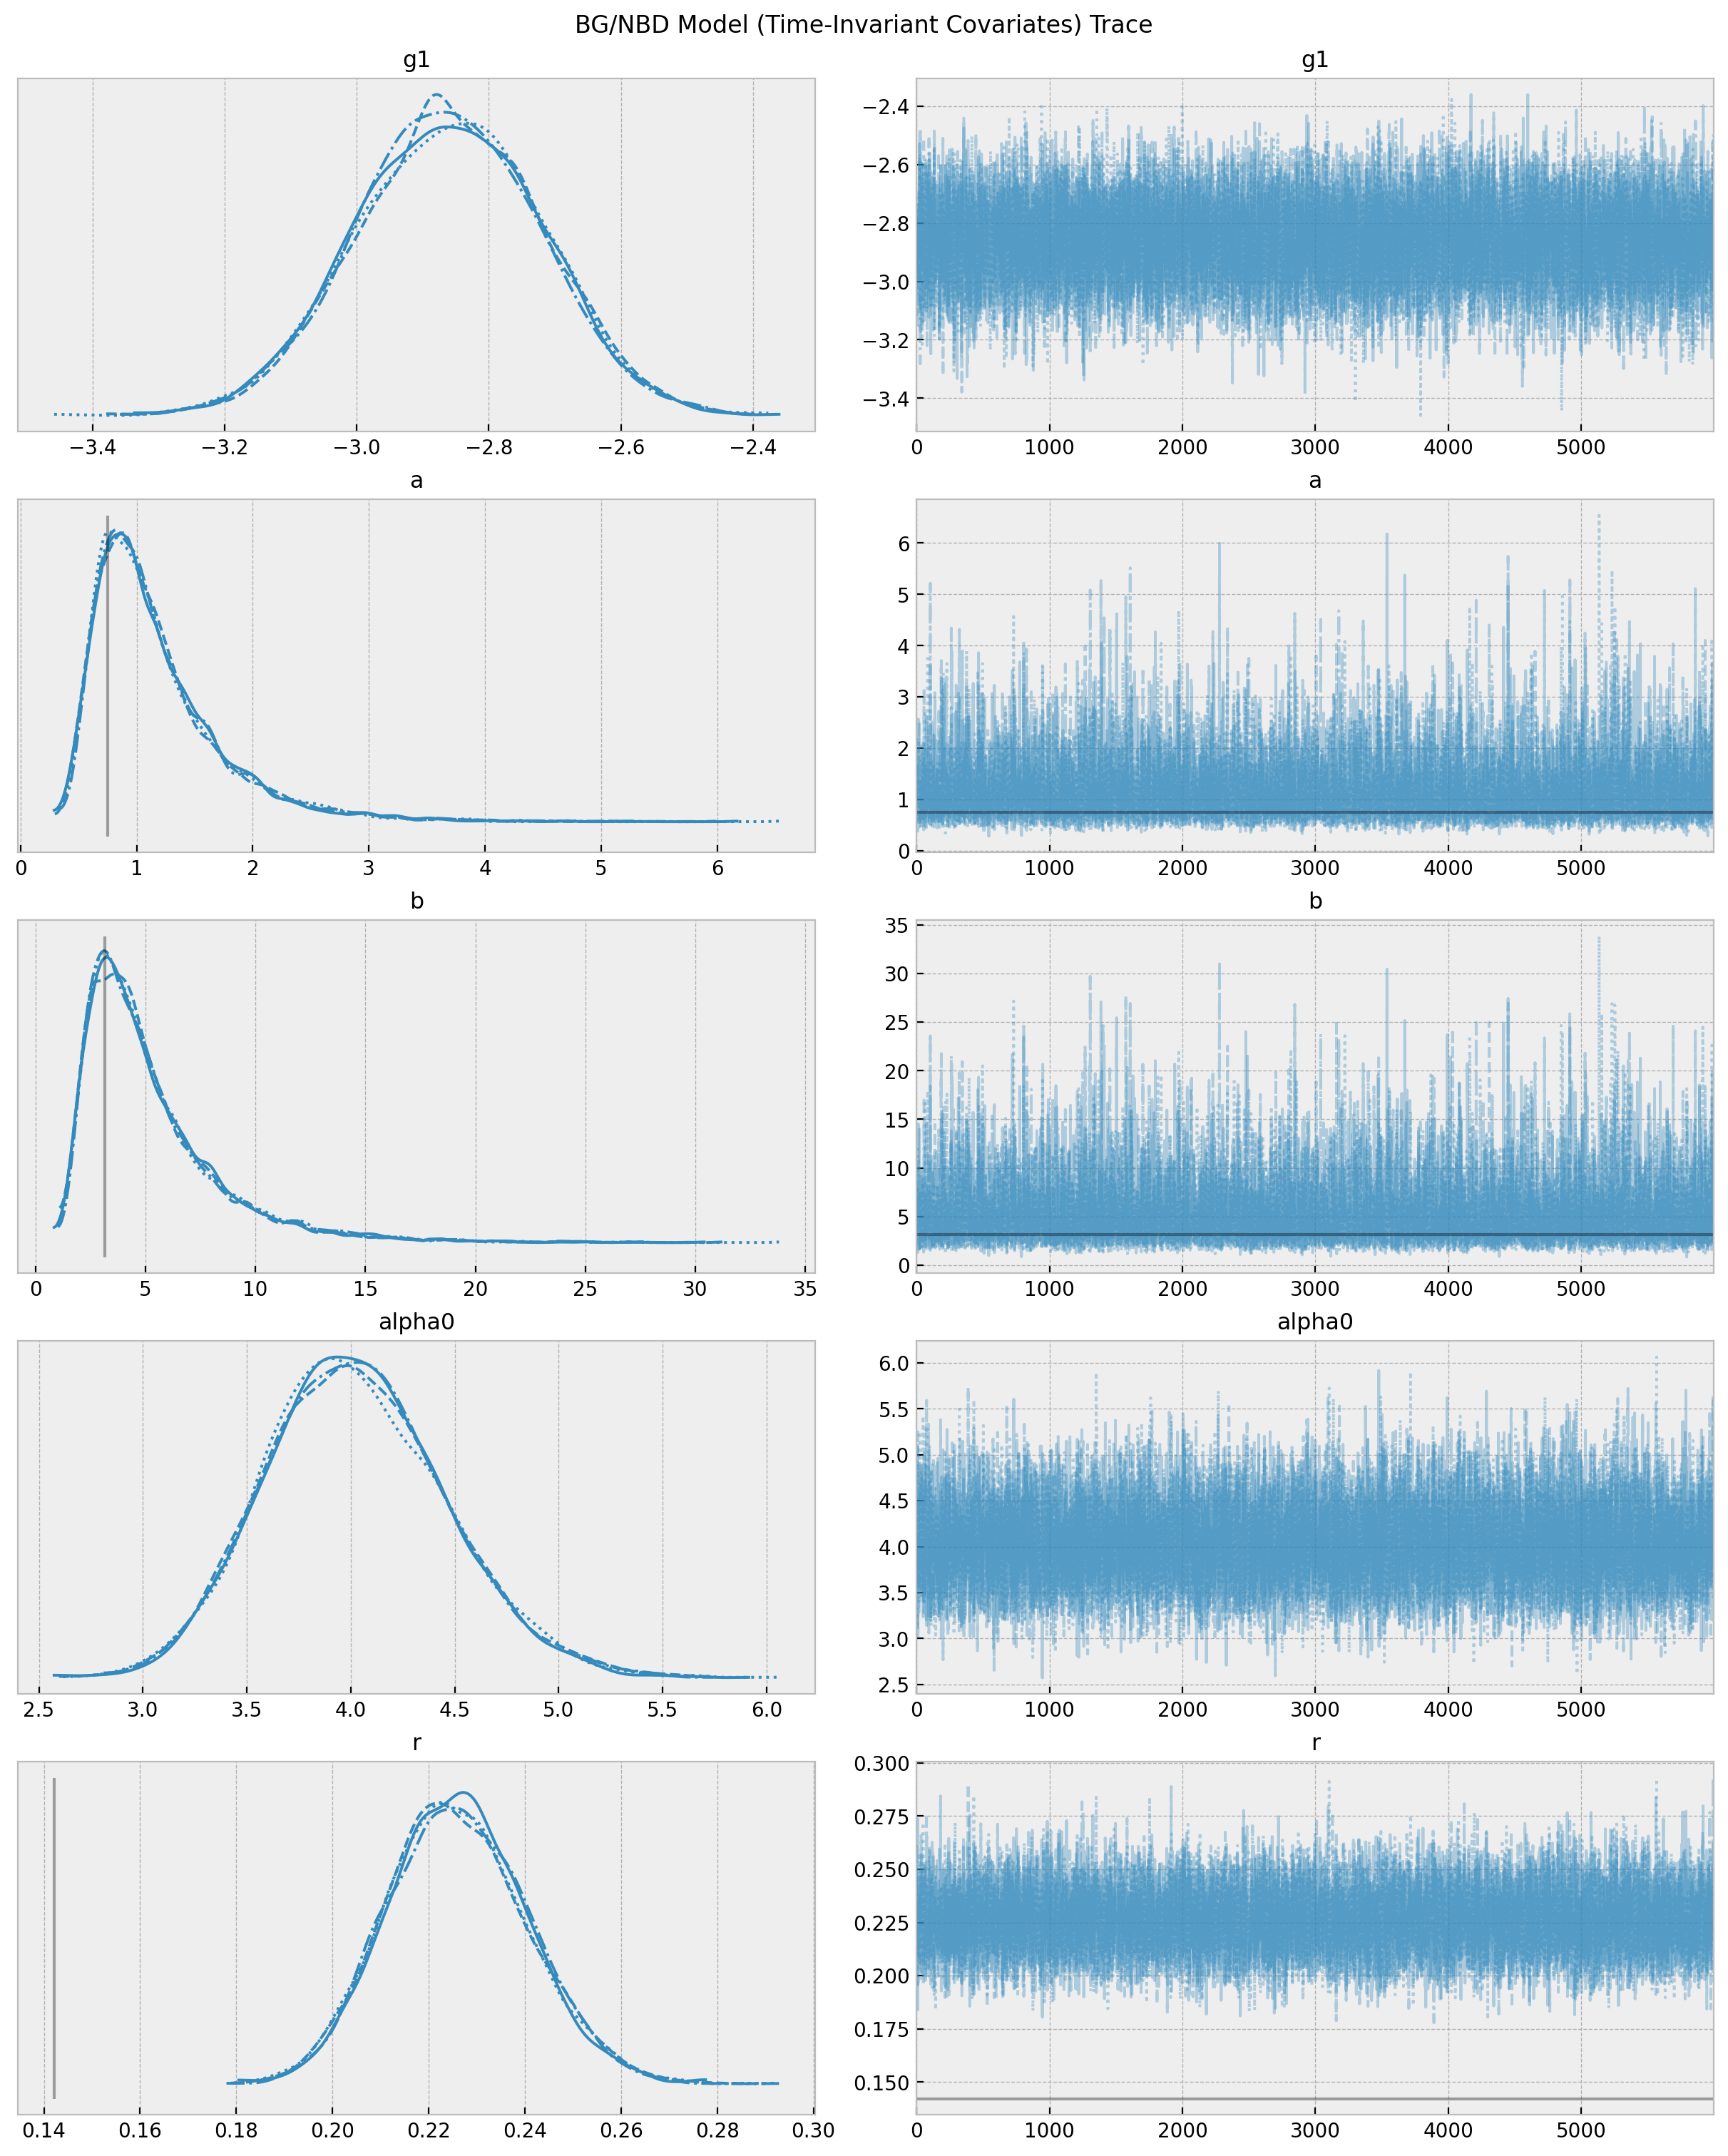 BG/NBD Model (Time-Invariant Covariates) Trace
g1
g1
−2.4
−2.6
−2.8
−3.0
−3.2
−3.4
−3.4 −3.2 −3.0 −2.8 −2.6 −2.4
0 1000 2000 3000 4000 5000
a
a
6
5
4
3
2
1
0
0 1 2 3 4 5 6
0 1000 2000 3000 4000 5000
b
b
35
30
25
20
15
10
5
0
0 5 10 15 20 25 30 35
0 1000 2000 3000 4000 5000
alpha0
alpha0
6.0
5.5
5.0
4.5
4.0
3.5
3.0
2.5
2.5 3.0 3.5 4.0 4.5 5.0 5.5 6.0
0 1000 2000 3000 4000 5000
r
r
0.300
0.275
0.250
0.225
0.200
0.175
0.150
0.14 0.16 0.18 0.20 0.22 0.24 0.26 0.28 0.30
0 1000 2000 3000 4000 5000